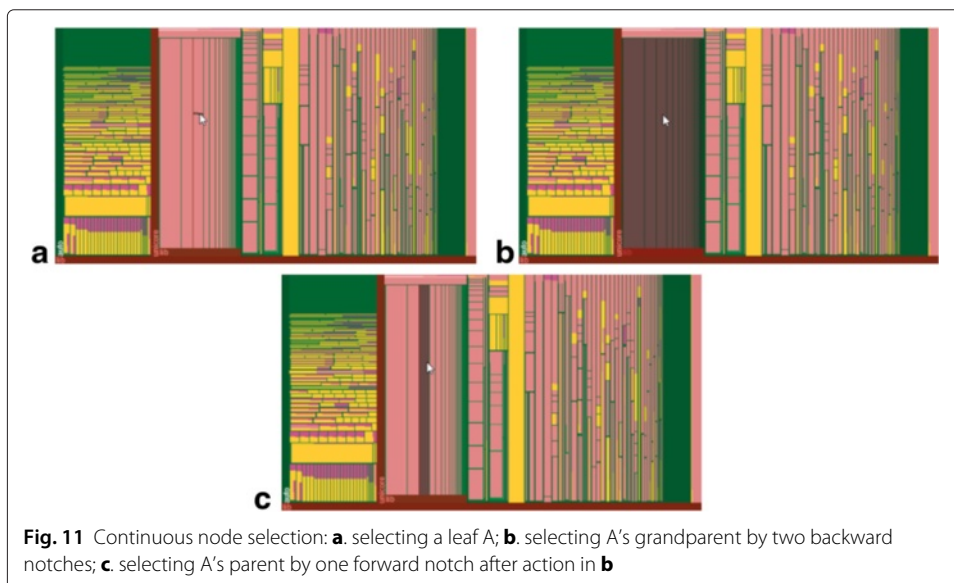 a
b
c
Fig. 11 Continuous node selection: a. selecting a leaf A; b. selecting A's grandparent by two backward
notches; c. selecting A's parent by one forward notch after action in b